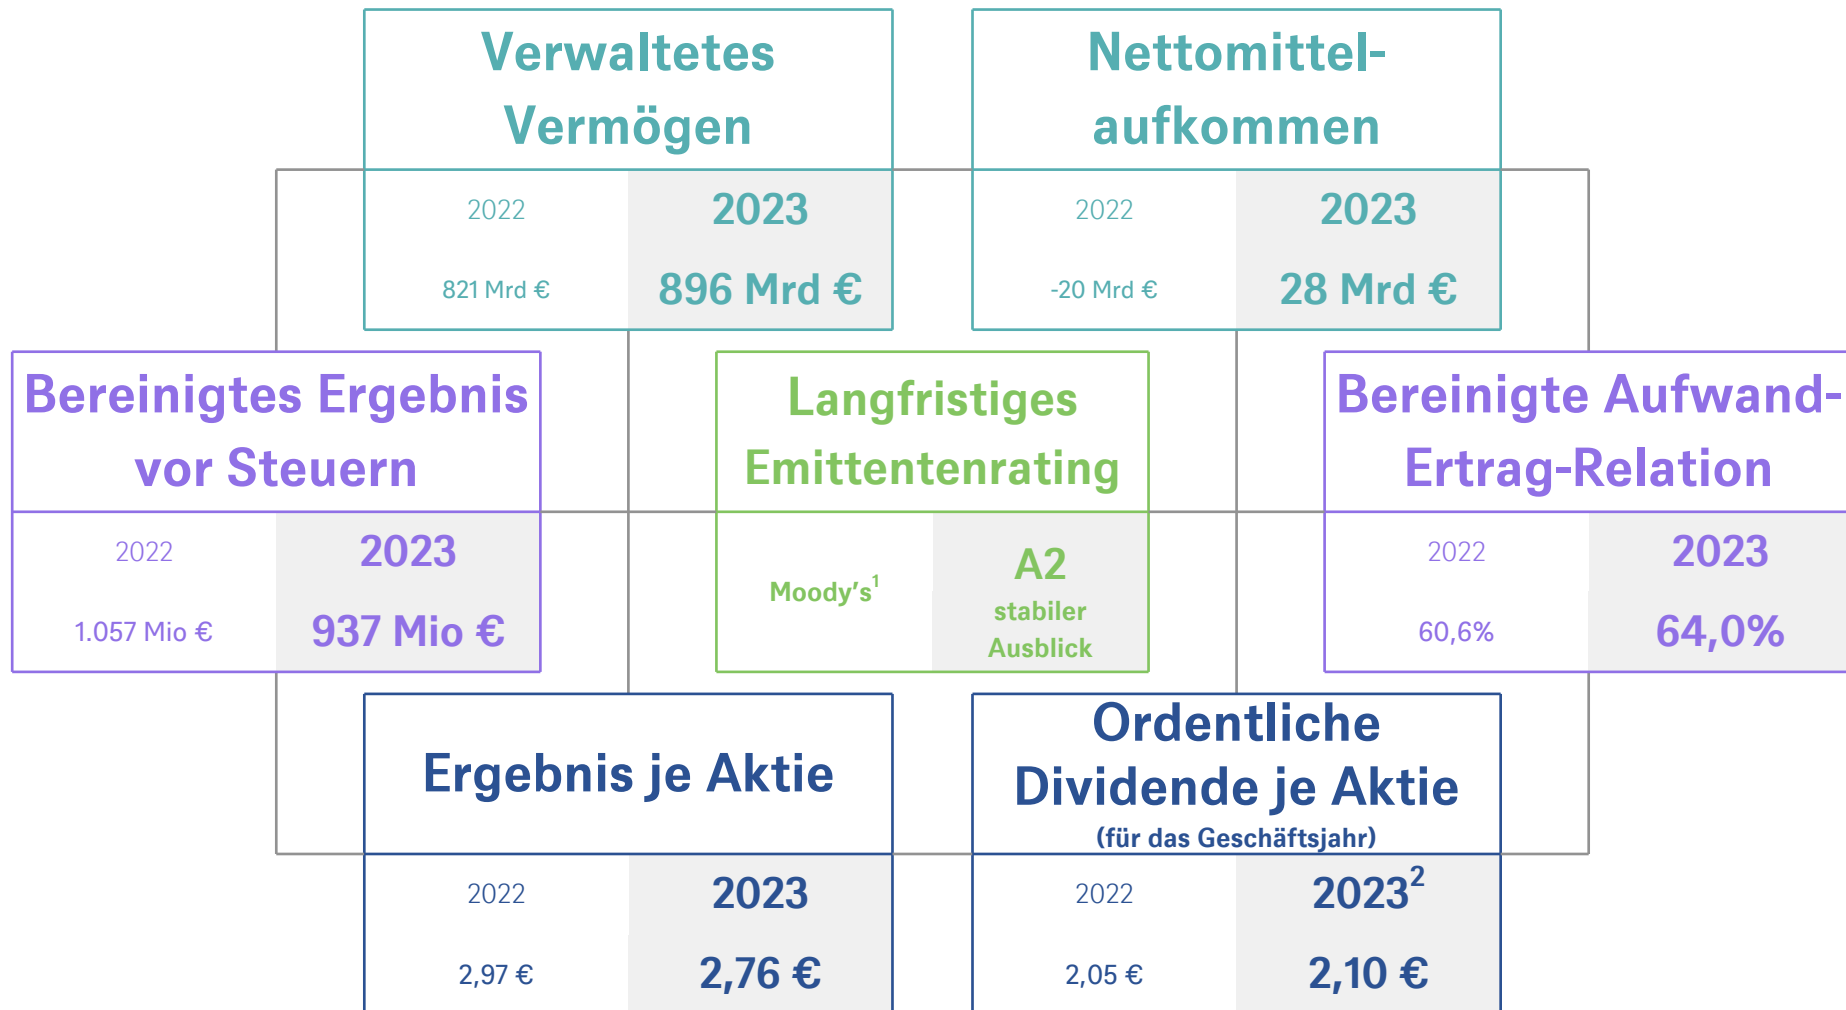 Verwaltetes
Vermögen
2022
2023
821 Mrd €
896 Mrd €
Nettomittel-
aufkommen
2022
2023
-20 Mrd €
28 Mrd €
Bereinigtes Ergebnis
vor Steuern
2022
2023
1.057 Mio €
937 Mio €
Langfristiges
Emittentenrating
Moody's¹
A2
stabiler
Ausblick
Bereinigte Aufwand-
Ertrag-Relation
2022
2023
60,6%
64,0%
Ergebnis je Aktie
2022
2023
2,97 €
2,76 €
Ordentliche
Dividende je Aktie
(für das Geschäftsjahr)
2022
2023²
2,05 €
2,10 €